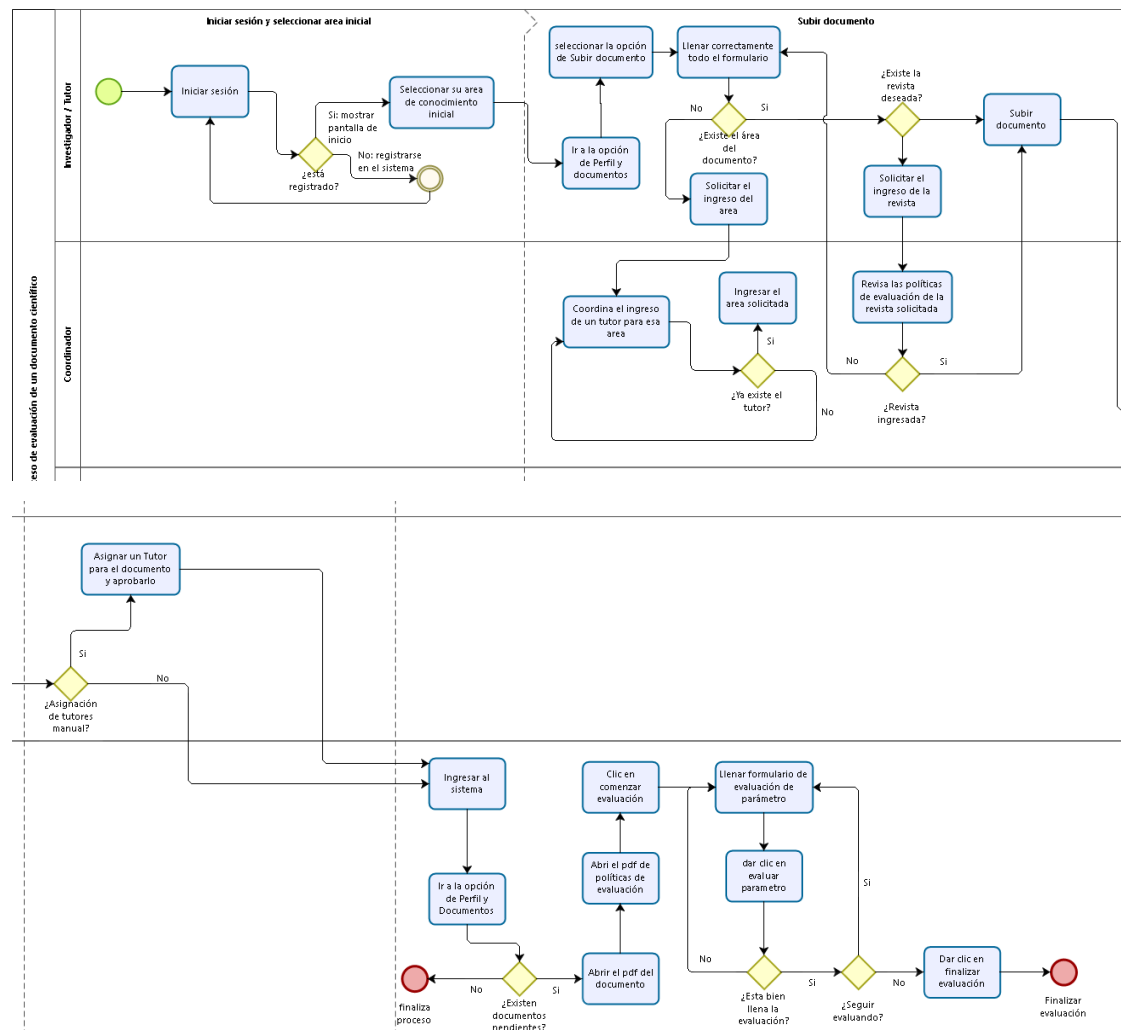 Iniciar sesión y seleccionar area inicial
Subir documento
Investigador / Tutor
Iniciar sesión
Si: mostrar
pantalla de
inicio
¿está
registrado?
No: registrarse
en el sistema
Seleccionar su area
de conocimiento
inicial
Ir a la opción
de Perfil y
documentos
seleccionar la opción
de Subir documento
Llenar correctamente
todo el formulario
No
Si
¿Existe el área
del
documento?
Solicitar el
ingreso del
area
¿Existe la
revista
deseada?
Subir
documento
Solicitar el
ingreso de la
revista
eso de evaluación de un documento científico
Coordinador
Coordina el ingreso
de un tutor para esa
area
Ingresar el
area solicitada
Si
¿Ya existe el
tutor?
No
Revisa las políticas
de evaluación de la
revista solicitada
No
Si
¿Revista
ingresada?
Asignar un Tutor
para el documento
y aprobarlo
Si
No
¿Asignación
de tutores
manual?
Ingresar al
sistema
Ir a la opción
de Perfil y
Documentos
finaliza
proceso
No
Si
¿Existen
documentos
pendientes?
Abrir el pdf del
documento
Abri el pdf de
políticas de
evaluación
Clic en
comenzar
evaluación
Llenar formulario de
evaluación de
parámetro
dar clic en
evaluar
parametro
No
¿Esta bien
llena la
evaluación?
Si
Si
¿Seguir
evaluando?
No
Dar clic en
finalizar
evaluación
Finalizar
evaluación